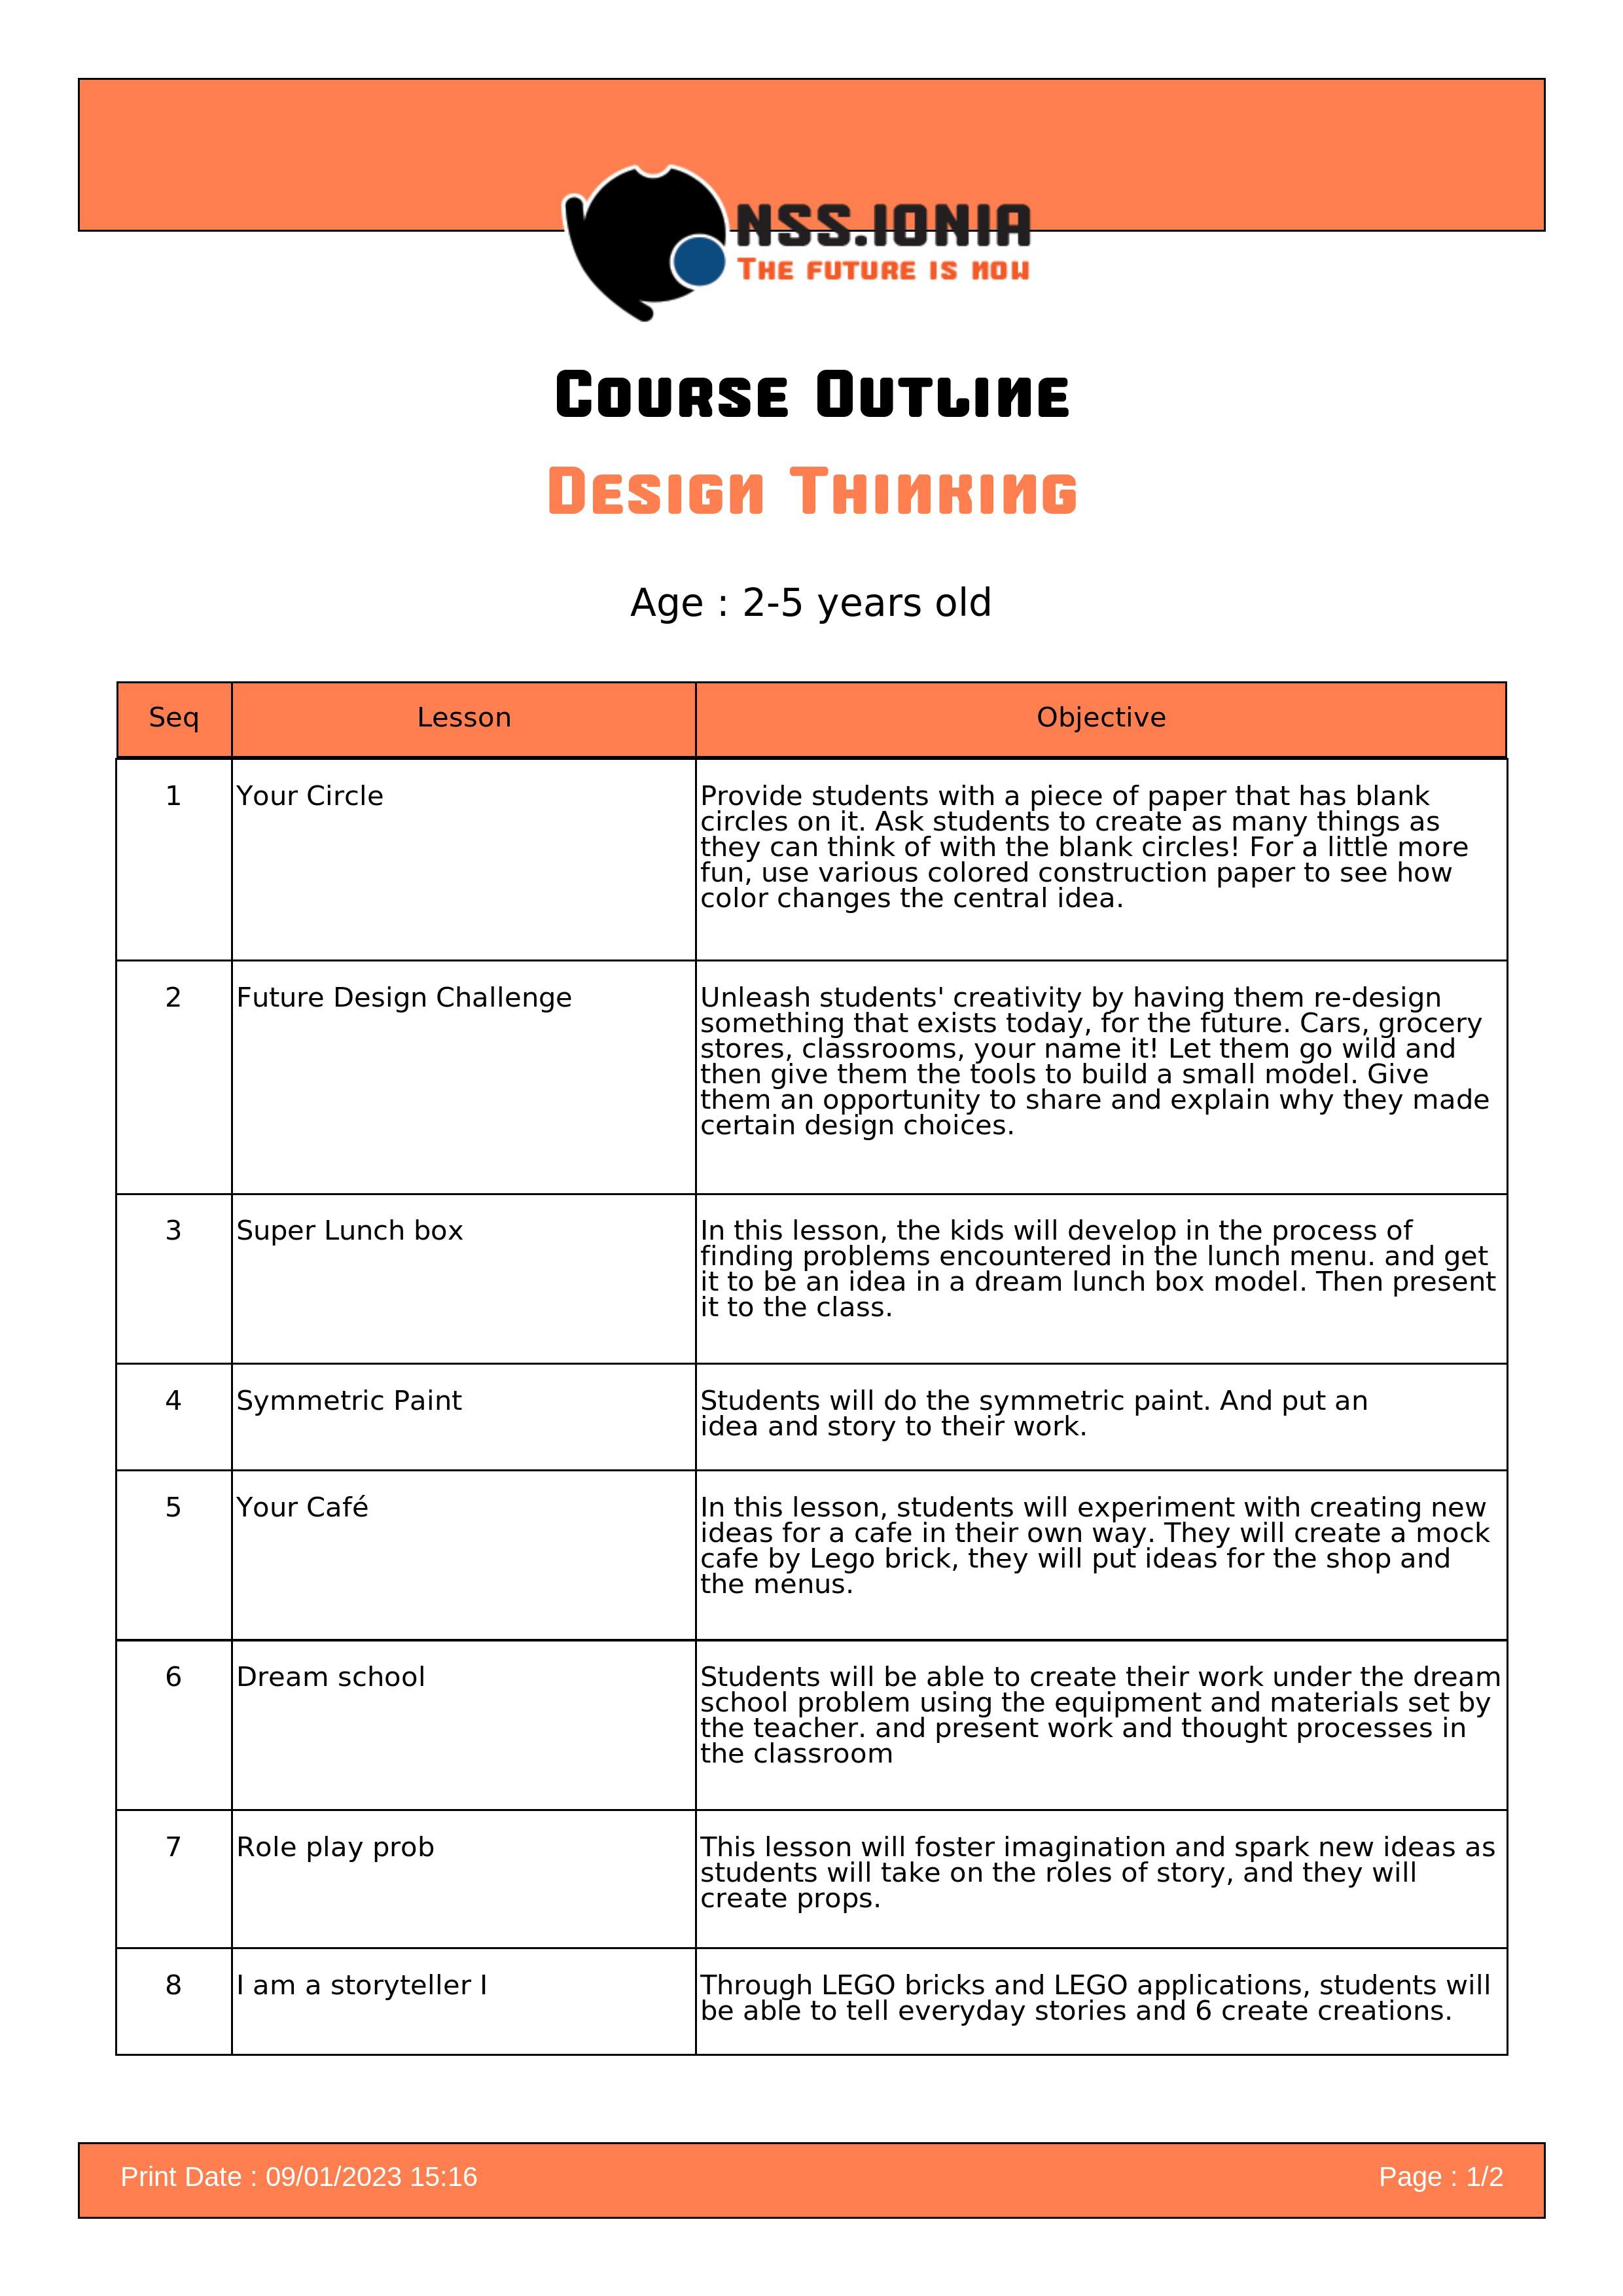 NSS.IONIA
The future is now
Course Outline
Design Thinking
Age : 2-5 years old
Seq Lesson Objective
1 Your Circle Provide students with a piece of paper that has blank
circles on it. Ask students to create as many things as
they can think of with the blank circles! For a little more
fun, use various colored construction paper to see how
color changes the central idea.
2 Future Design Challenge Unleash students' creativity by having them re-design
something that exists today, for the future. Cars, grocery
stores, classrooms, your name it! Let them go wild and
then give them the tools to build a small model. Give
them an opportunity to share and explain why they made
certain design choices.
3 Super Lunch box In this lesson, the kids will develop in the process of
finding problems encountered in the lunch menu. and get
it to be an idea in a dream lunch box model. Then present
it to the class.
4 Symmetric Paint Students will do the symmetric paint. And put an
idea and story to their work.
5 Your Café In this lesson, students will experiment with creating new
ideas for a cafe in their own way. They will create a mock
cafe by Lego brick, they will put ideas for the shop and
the menus.
6 Dream school Students will be able to create their work under the dream
school problem using the equipment and materials set by
the teacher. and present work and thought processes in
the classroom
7 Role play prob This lesson will foster imagination and spark new ideas as
students will take on the roles of story, and they will
create props.
8 I am a storyteller I Through LEGO bricks and LEGO applications, students will
be able to tell everyday stories and 6 create creations.
Print Date : 09/01/2023 15:16 Page : 1/2